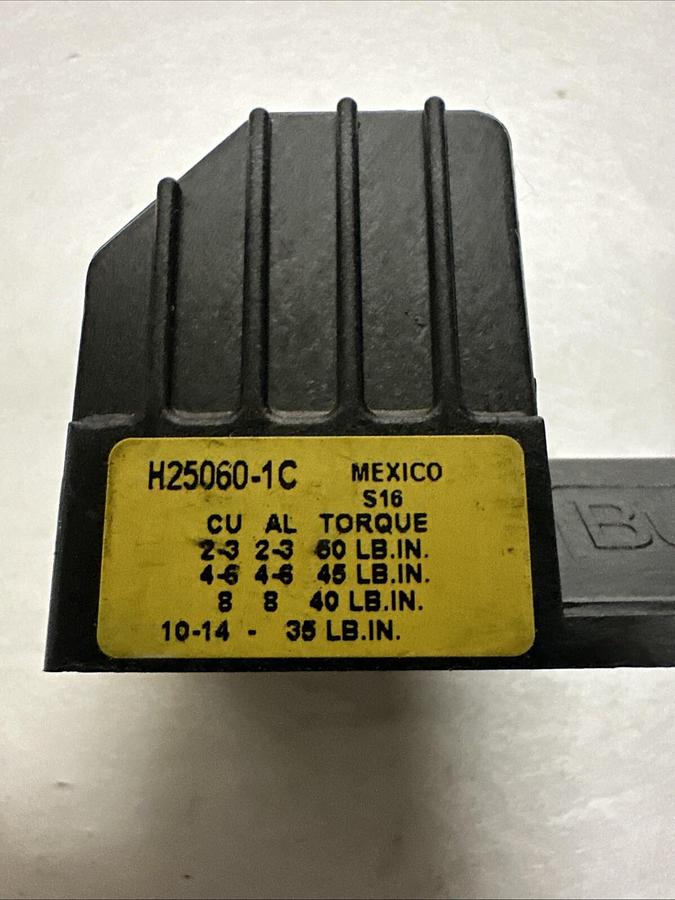 H25060-1C MEXICO
S16
CU AL TORQUE
2-3 2-3 50 LB.IN.
4-6 4-6 45 LB.IN.
8 8 40 LB.IN.
10-14 - 35 LB.IN.
BU